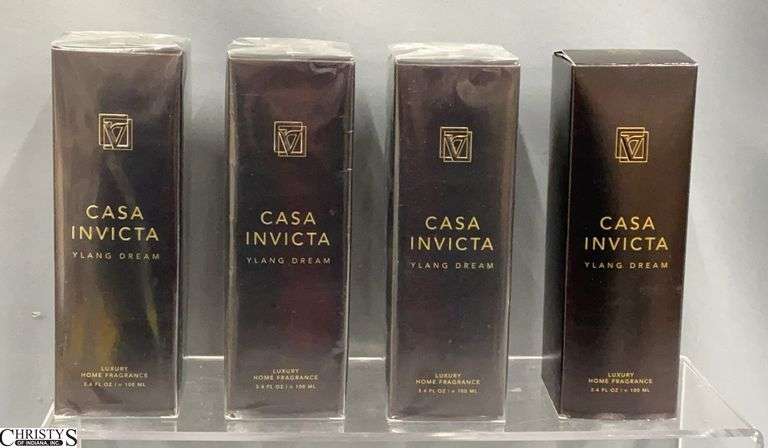 CASA
INVICTA
YLANG DREAM
LUXURY
HOME FRAGRANCE
3.4 FL OZ / e 100 ML
CASA
INVICTA
YLANG DREAM
LUXURY
HOME FRAGRANCE
3.4 FL OZ / e 100 ML
CASA
INVICTA
YLANG DREAM
LUXURY
HOME FRAGRANCE
3.4 FL OZ / e 100 ML
CASA
INVICTA
YLANG DREAM
LUXURY
HOME FRAGRANCE
3.4 FL OZ / e 100 ML
CHRISTY'S
OF INDIANA, INC.